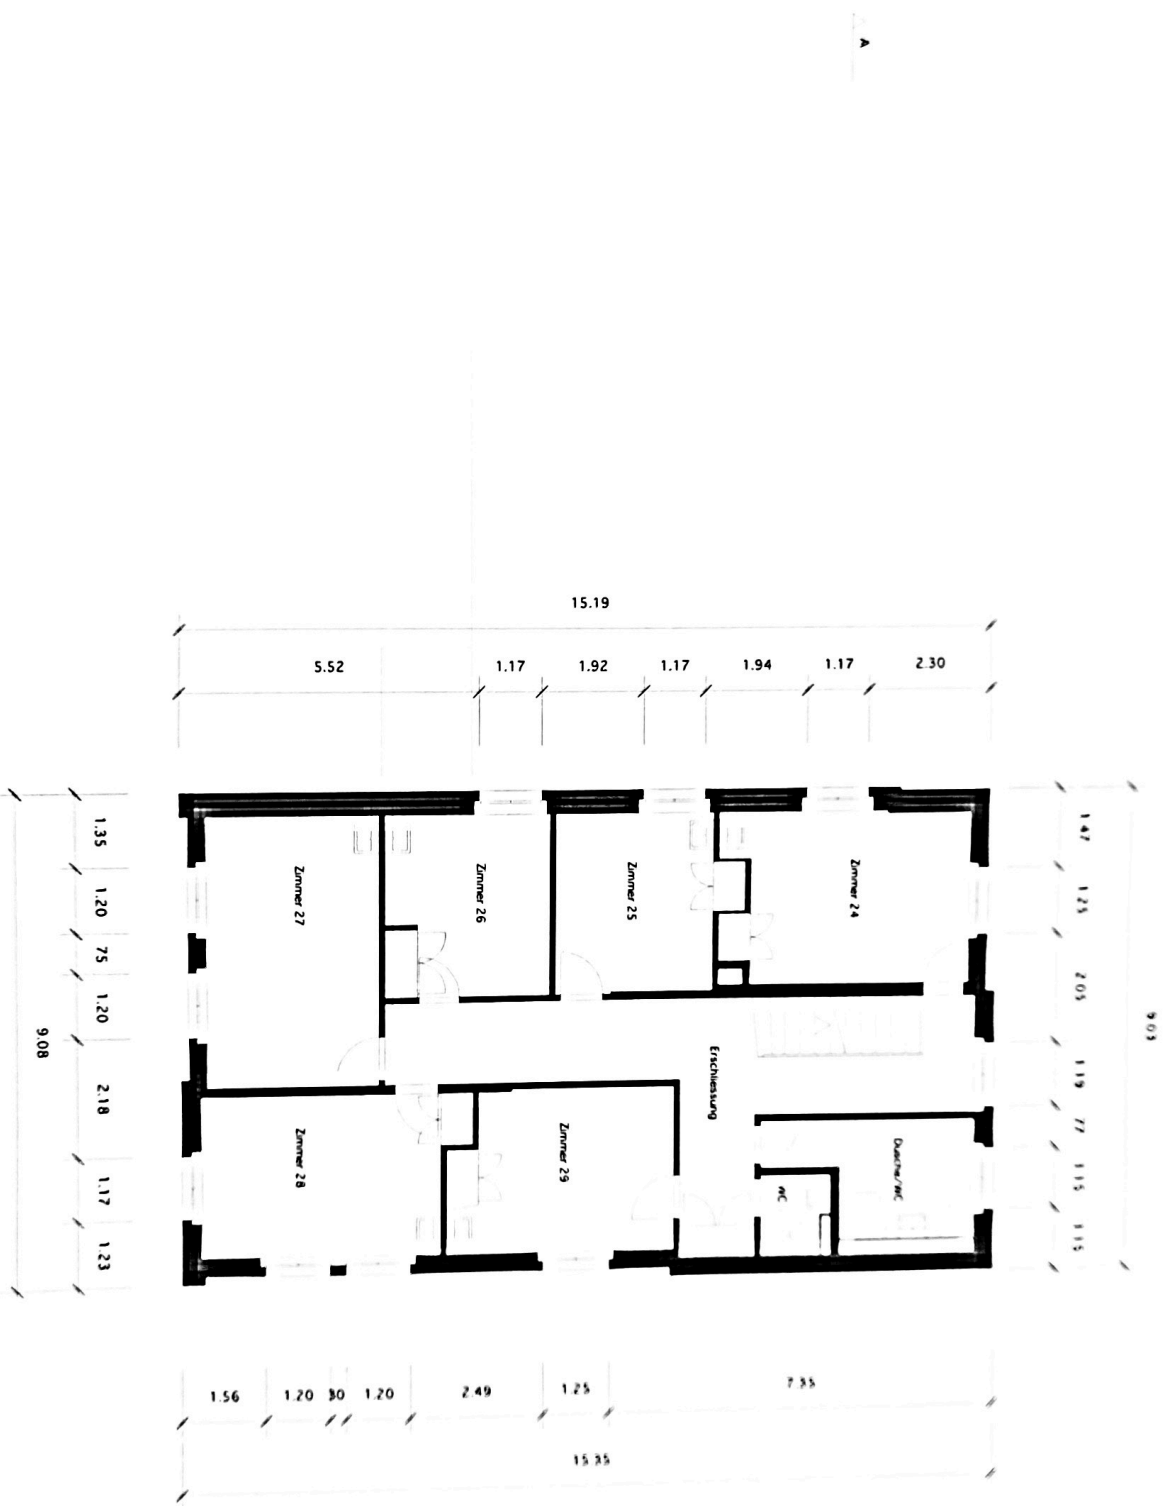 A
15.19
5.52 1.17 1.92 1.17 1.94 1.17 2.30
1.35
1.20
75
1.20
2.18
1.17
1.23
9.08
1.47
1.25
2.05
1.19
77
1.15
1.15
9.03
Zimmer 27
Zimmer 26
Zimmer 25
Zimmer 24
Erschliessung
Zimmer 28
Zimmer 29
WC
Dusche/WC
1.56 1.20 30 1.20 2.49 1.25 7.35
15.35